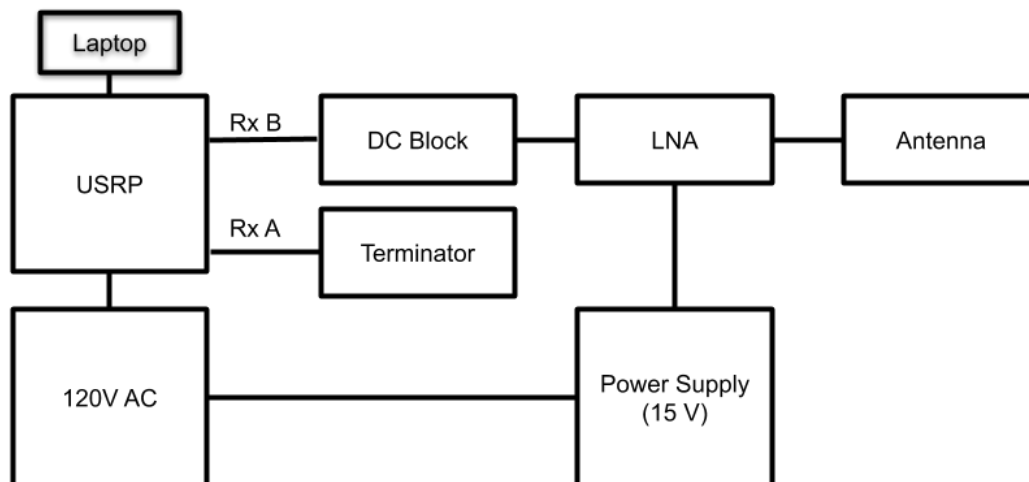 Laptop
Rx B
DC Block
LNA
Antenna
USRP
Rx A
Terminator
120V AC
Power Supply
(15 V)